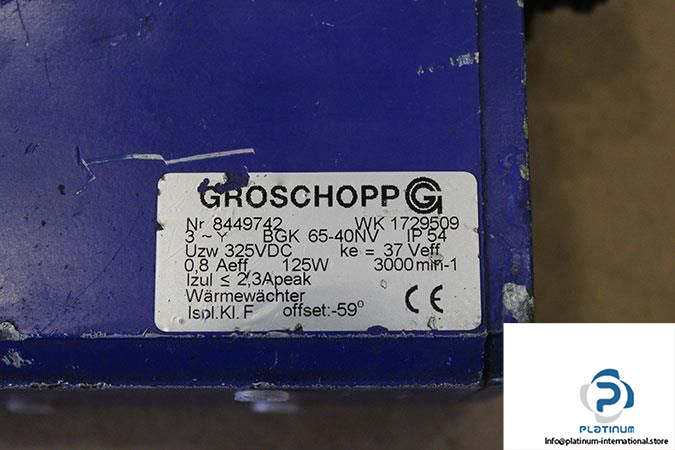 GROSCHOPP
Nr 8449742 WK 1729509
3 ~ Y BGK 65-40NV IP 54
Uzw 325VDC ke = 37 Veff
0,8 Aeff 125W 3000 min-1
Izul ≤ 2,3Apeak
Wärmewächter
Isol.Kl. F offset:-59°
CE
PLATINUM
Info@platinum-international.store